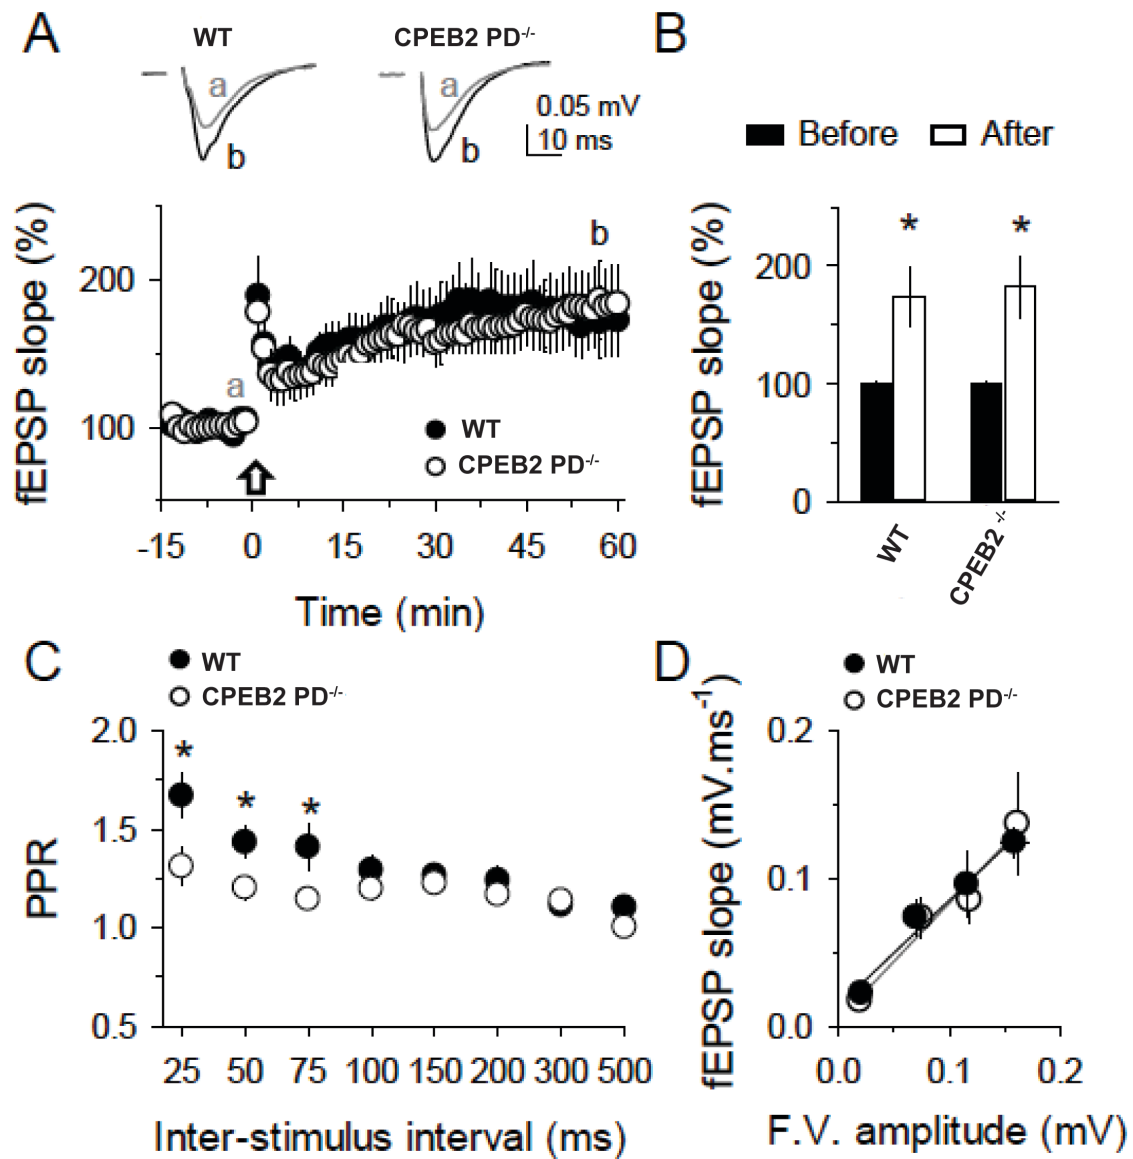 A
WT
CPEB2 PD-/-
a
b
a
b
0.05 mV
10 ms
fEPSP slope (%)
200
100
a
b
WT
CPEB2 PD-/-
-15 0 15 30 45 60
Time (min)
B
Before After
fEPSP slope (%)
200
100
0
* *
WT
CPEB2 -/-
C
WT
CPEB2 PD-/-
PPR
2.0
1.5
1.0
0.5
* * *
25 50 75 100 150 200 300 500
Inter-stimulus interval (ms)
D
WT
CPEB2 PD-/-
fEPSP slope (mV.ms-1)
0.2
0.1
0.0
0.0 0.1 0.2
F.V. amplitude (mV)